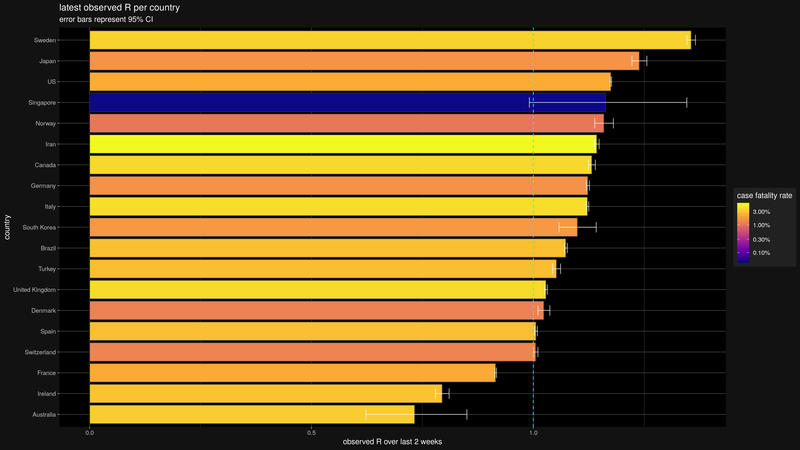 latest observed R per country
error bars represent 95% CI
country
Sweden
Japan
US
Singapore
Norway
Iran
Canada
Germany
Italy
South Korea
Brazil
Turkey
United Kingdom
Denmark
Spain
Switzerland
France
Ireland
Australia
0.0
0.5
1.0
observed R over last 2 weeks
case fatality rate
3.00%
1.00%
0.30%
0.10%